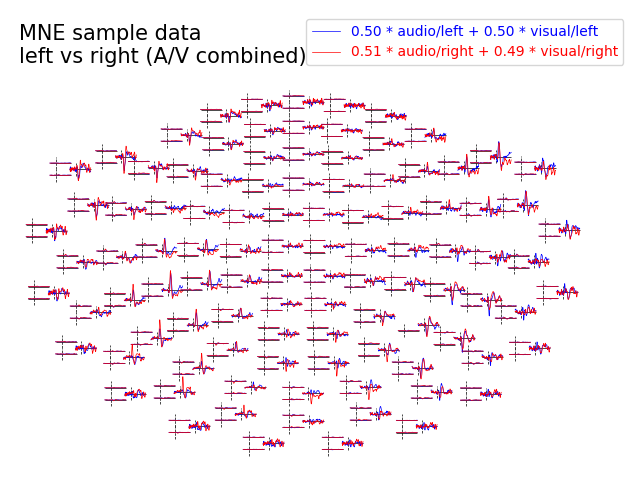 MNE sample data
left vs right (A/V combined)
0.50 * audio/left + 0.50 * visual/left
0.51 * audio/right + 0.49 * visual/right